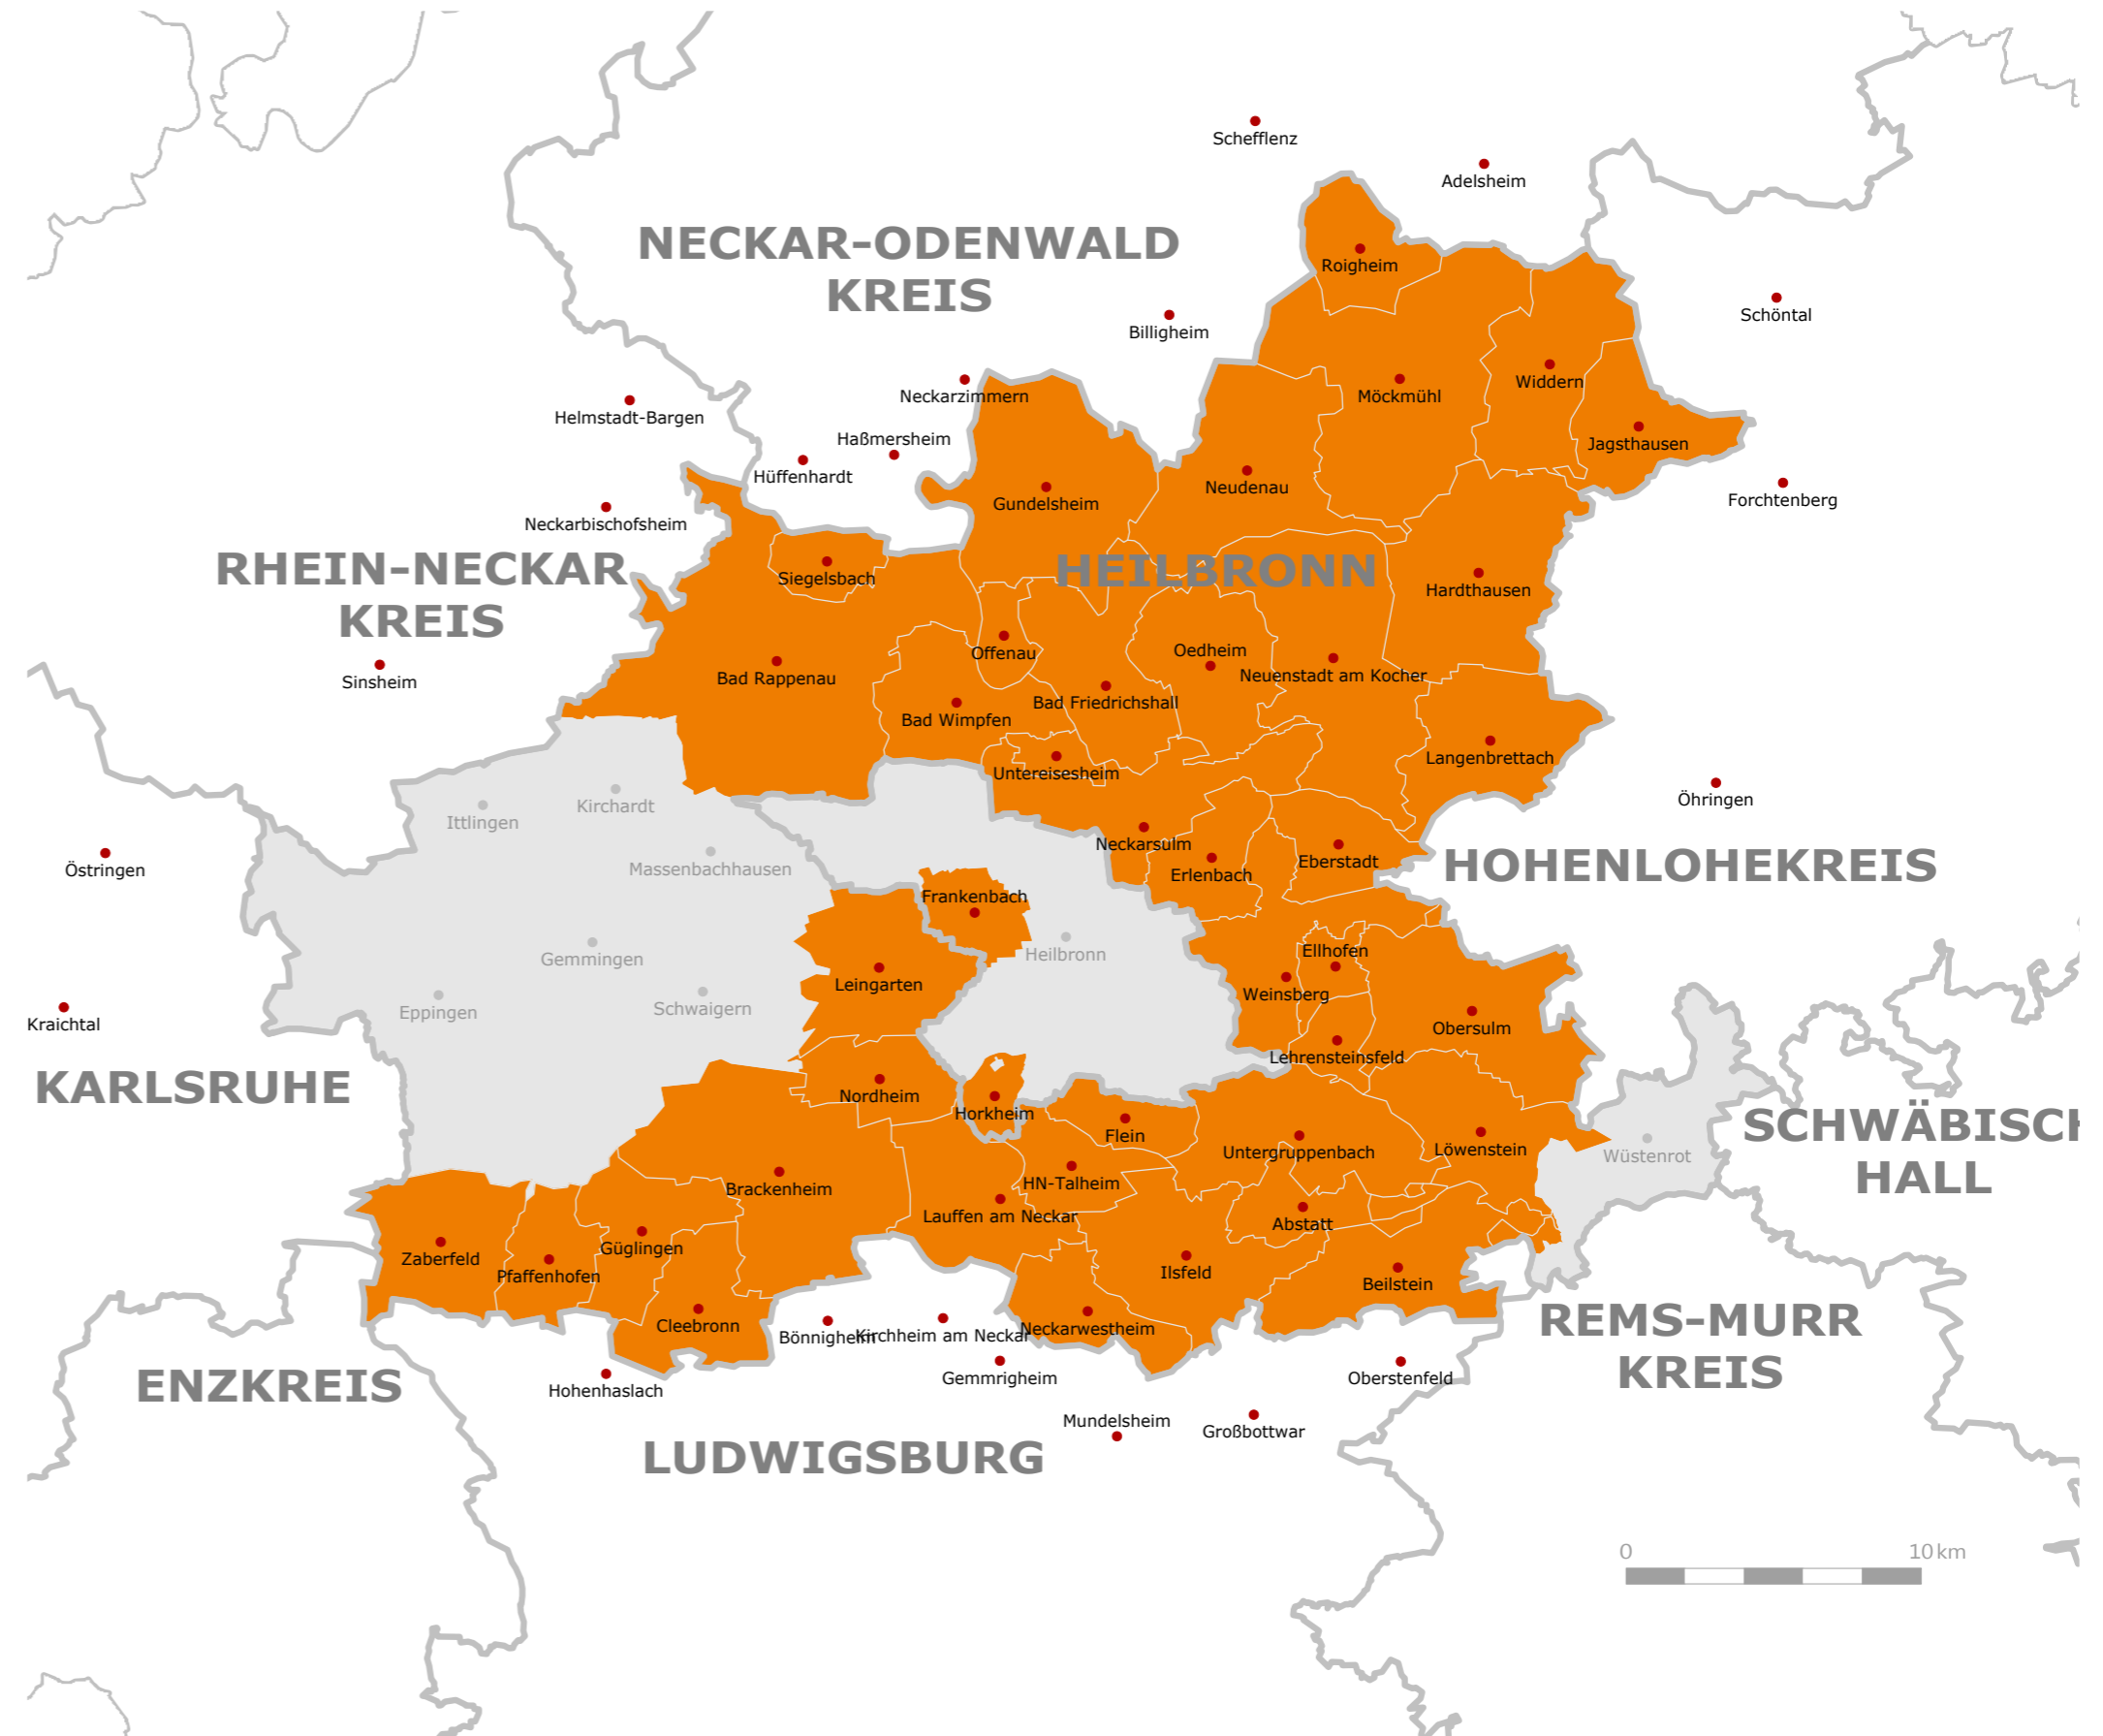 Schefflenz
Adelsheim
NECKAR-ODENWALD
KREIS
Roigheim
Schöntal
Billigheim
Widdern
Neckarzimmern
Möckmühl
Helmstadt-Bargen
Haßmersheim
Jagsthausen
Hüffenhardt
Neudenau
Gundelsheim
Forchtenberg
Neckarbischofsheim
RHEIN-NECKAR
KREIS
Siegelsbach
HEILBRONN
Hardthausen
Offenau
Oedheim
Sinsheim
Bad Rappenau
Neuenstadt am Kocher
Bad Friedrichshall
Bad Wimpfen
Langenbrettach
Untereisesheim
Öhringen
Kirchardt
Ittlingen
Neckarsulm
Östringen
Massenbachhausen
Erlenbach
Eberstadt
HOHENLOHEKREIS
Frankenbach
Heilbronn
Gemmingen
Ellhofen
Leingarten
Weinsberg
Eppingen
Schwaigern
Kraichtal
Obersulm
Lehrensteinsfeld
KARLSRUHE
Nordheim
Horkheim
Flein
SCHWÄBISCH
HALL
Untergruppenbach
Löwenstein
Wüstenrot
HN-Talheim
Brackenheim
Lauffen am Neckar
Abstatt
Zaberfeld
Güglingen
Pfaffenhofen
Ilsfeld
Beilstein
Cleebronn
Bönnigheim
Kirchheim am Neckar
Neckarwestheim
REMS-MURR
KREIS
ENZKREIS
Hohenhaslach
Gemmrigheim
Oberstenfeld
Mundelsheim
Großbottwar
LUDWIGSBURG
0 10 km